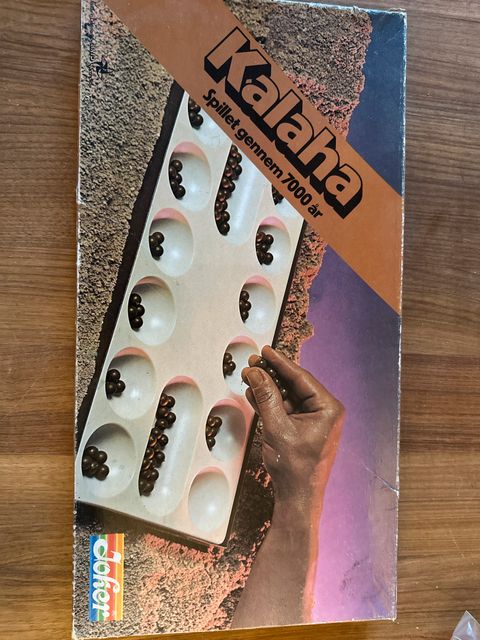 Kalaha
Spillet gennem 7000 år
Joker